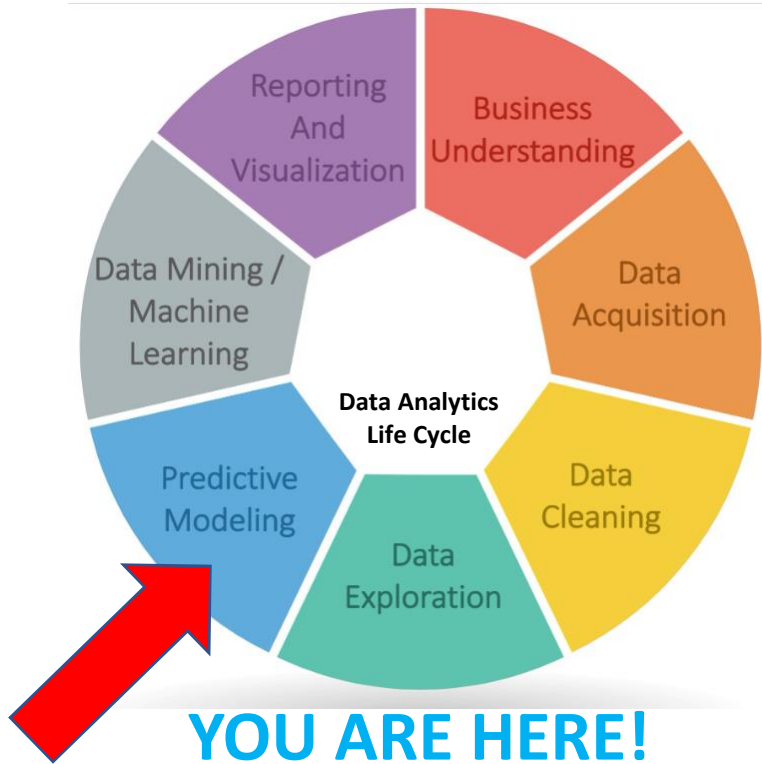 Reporting
And
Visualization
Business
Understanding
Data Mining /
Machine
Learning
Data
Acquisition
Data Analytics
Life Cycle
Predictive
Modeling
Data
Cleaning
Data
Exploration
YOU ARE HERE!